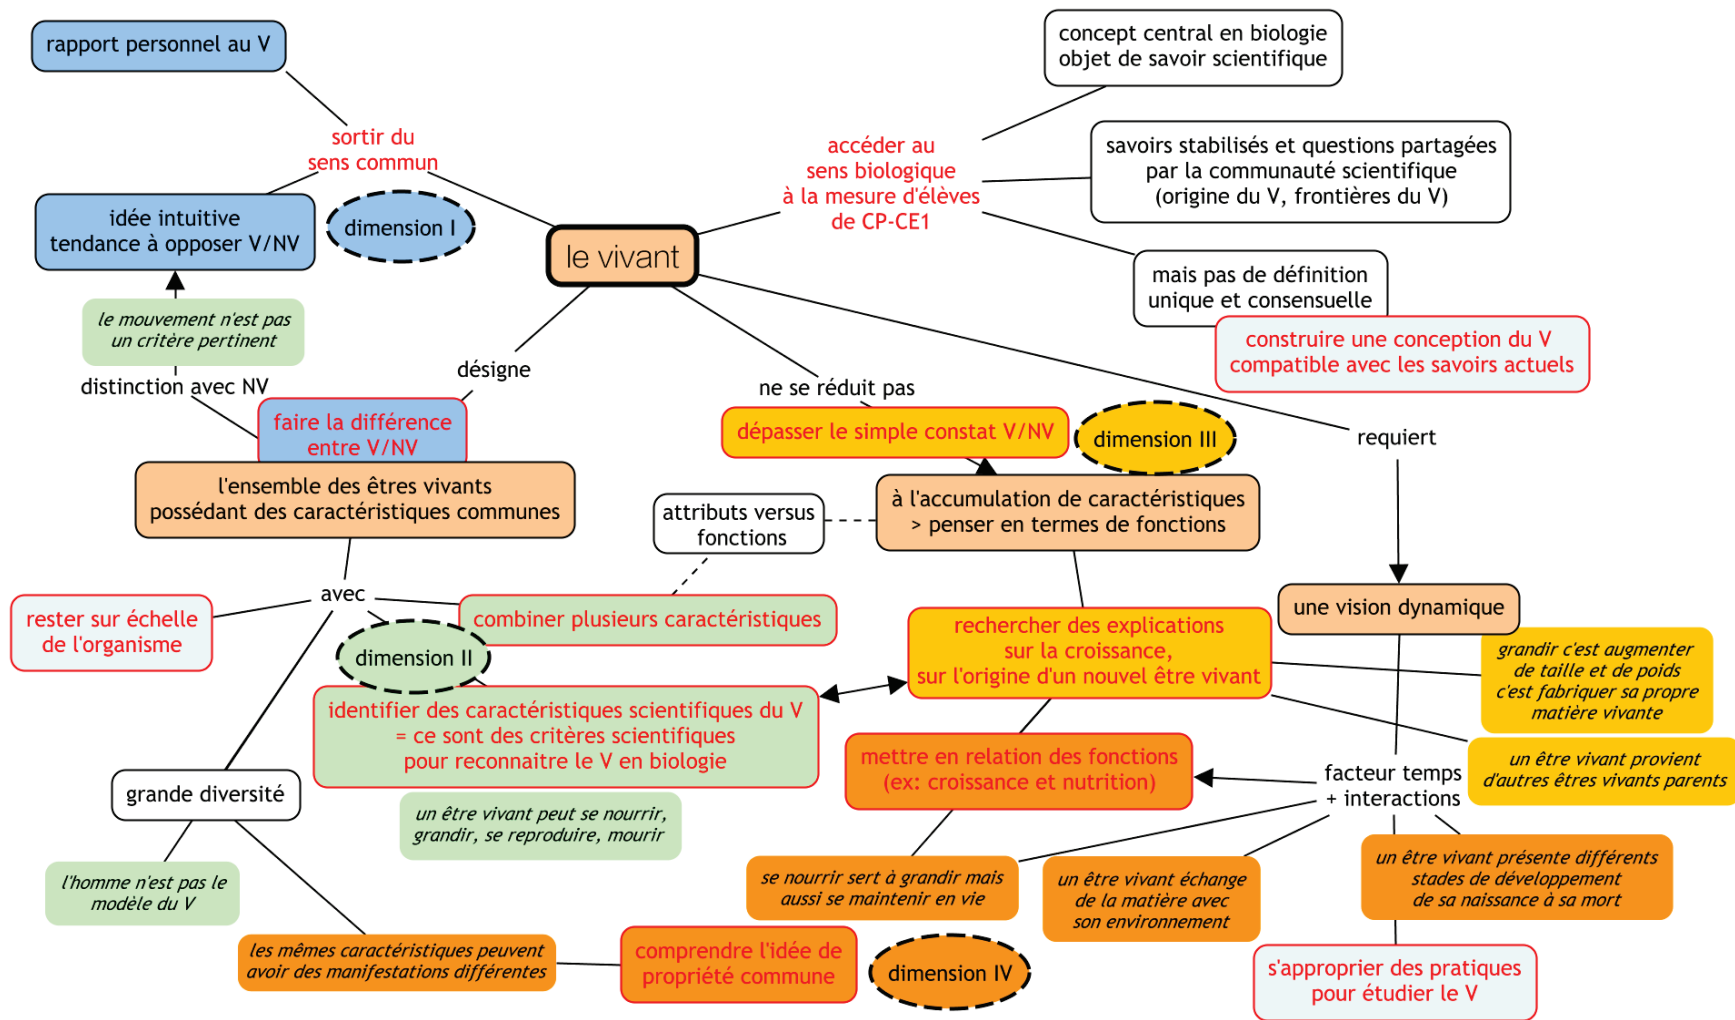 rapport personnel au V
concept central en biologie
objet de savoir scientifique
sortir du
sens commun
accéder au
sens biologique
à la mesure d'élèves
de CP-CE1
savoirs stabilisés et questions partagées
par la communauté scientifique
(origine du V, frontières du V)
idée intuitive
tendance à opposer V/NV
dimension I
le vivant
mais pas de définition
unique et consensuelle
le mouvement n'est pas
un critère pertinent
construire une conception du V
compatible avec les savoirs actuels
distinction avec NV
désigne
ne se réduit pas
faire la différence
entre V/NV
dépasser le simple constat V/NV
dimension III
requiert
l'ensemble des êtres vivants
possédant des caractéristiques communes
attributs versus
fonctions
à l'accumulation de caractéristiques
> penser en termes de fonctions
avec
une vision dynamique
rester sur échelle
de l'organisme
combiner plusieurs caractéristiques
rechercher des explications
sur la croissance,
sur l'origine d'un nouvel être vivant
dimension II
grandir c'est augmenter
de taille et de poids
c'est fabriquer sa propre
matière vivante
identifier des caractéristiques scientifiques du V
= ce sont des critères scientifiques
pour reconnaitre le V en biologie
mettre en relation des fonctions
(ex: croissance et nutrition)
un être vivant provient
d'autres êtres vivants parents
facteur temps
+ interactions
grande diversité
un être vivant peut se nourrir,
grandir, se reproduire, mourir
l'homme n'est pas le
modèle du V
se nourrir sert à grandir mais
aussi se maintenir en vie
un être vivant échange
de la matière avec
son environnement
un être vivant présente différents
stades de développement
de sa naissance à sa mort
les mêmes caractéristiques peuvent
avoir des manifestations différentes
comprendre l'idée de
propriété commune
dimension IV
s'approprier des pratiques
pour étudier le V